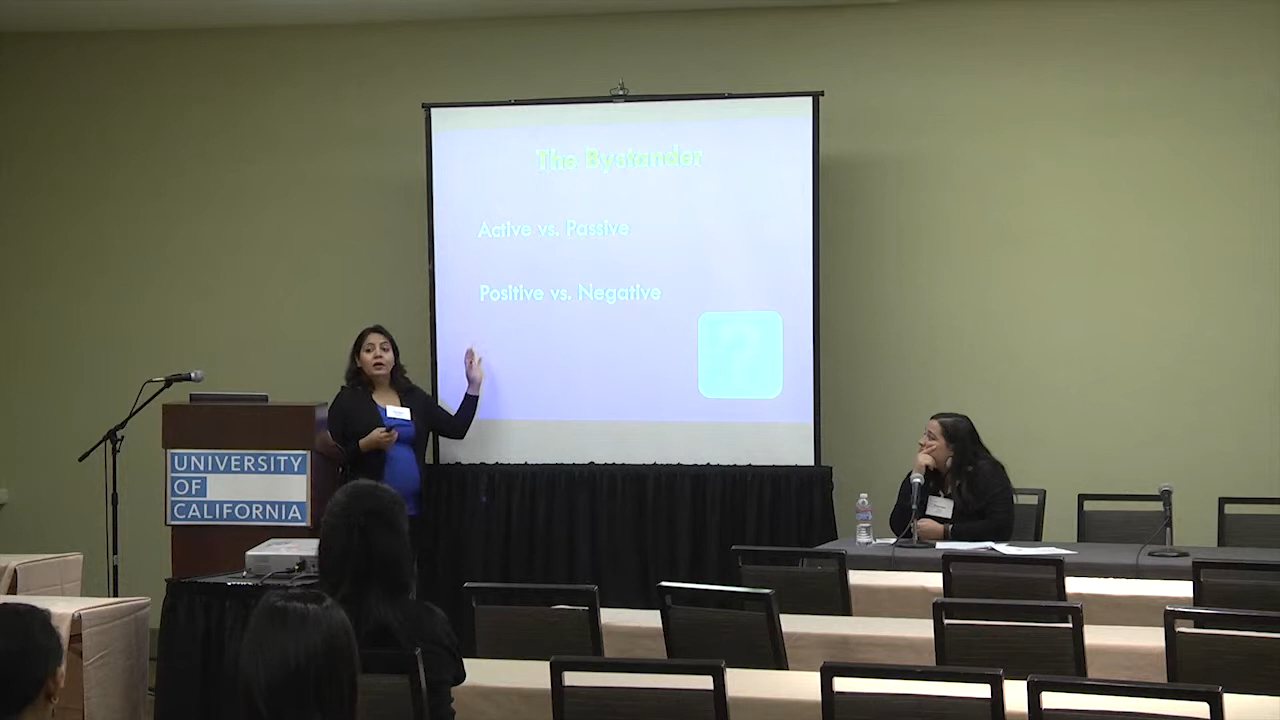 The Bystander
Active vs. Passive
Positive vs. Negative
UNIVERSITY
OF
CALIFORNIA